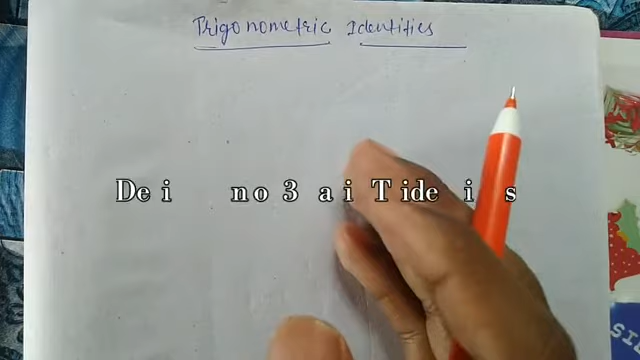 Trigonometric Identities
De i no 3 a i T ide i s